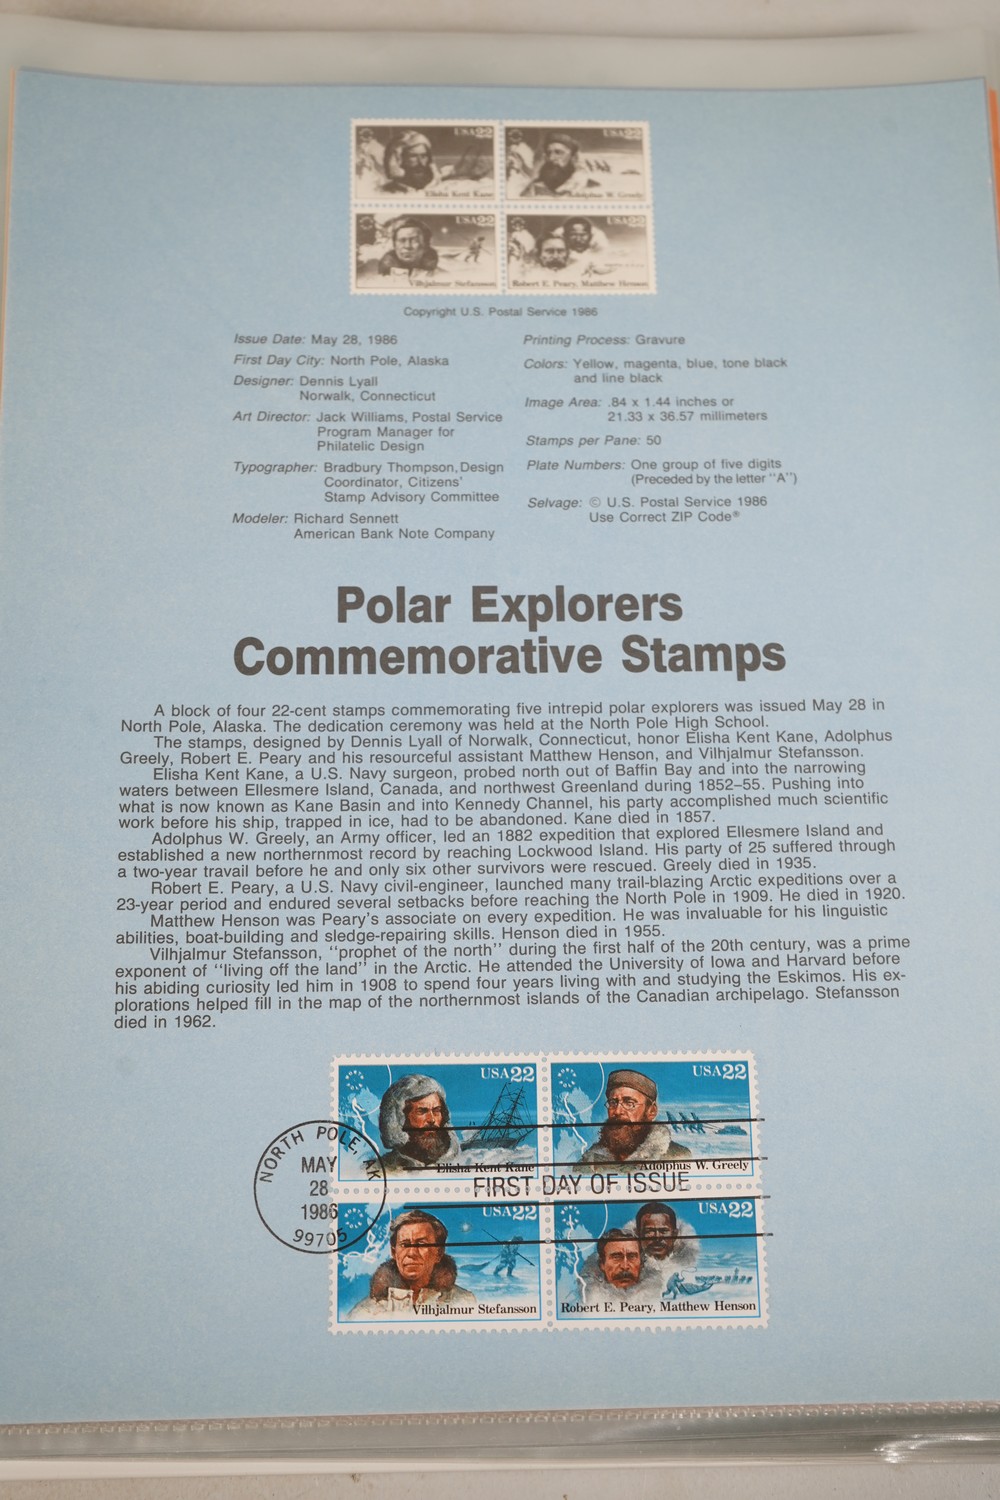 USA22
Elisha Kent Kane
USA22
Adolphus W. Greely
USA22
Vilhjalmur Stefansson
USA22
Robert E. Peary, Matthew Henson
Copyright U.S. Postal Service 1986
Issue Date: May 28, 1986
First Day City: North Pole, Alaska
Designer: Dennis Lyall
Norwalk, Connecticut
Art Director: Jack Williams, Postal Service
Program Manager for
Philatelic Design
Typographer: Bradbury Thompson, Design
Coordinator, Citizens'
Stamp Advisory Committee
Modeler: Richard Sennett
American Bank Note Company
Printing Process: Gravure
Colors: Yellow, magenta, blue, tone black
and line black
Image Area: .84 x 1.44 inches or
21.33 x 36.57 millimeters
Stamps per Pane: 50
Plate Numbers: One group of five digits
(Preceded by the letter "A")
Selvage: © U.S. Postal Service 1986
Use Correct ZIP Code®
Polar Explorers
Commemorative Stamps
A block of four 22-cent stamps commemorating five intrepid polar explorers was issued May 28 in
North Pole, Alaska. The dedication ceremony was held at the North Pole High School.
The stamps, designed by Dennis Lyall of Norwalk, Connecticut, honor Elisha Kent Kane, Adolphus
Greely, Robert E. Peary and his resourceful assistant Matthew Henson, and Vilhjalmur Stefansson.
Elisha Kent Kane, a U.S. Navy surgeon, probed north out of Baffin Bay and into the narrowing
waters between Ellesmere Island, Canada, and northwest Greenland during 1852–55. Pushing into
what is now known as Kane Basin and into Kennedy Channel, his party accomplished much scientific
work before his ship, trapped in ice, had to be abandoned. Kane died in 1857.
Adolphus W. Greely, an Army officer, led an 1882 expedition that explored Ellesmere Island and
established a new northernmost record by reaching Lockwood Island. His party of 25 suffered through
a two-year travail before he and only six other survivors were rescued. Greely died in 1935.
Robert E. Peary, a U.S. Navy civil-engineer, launched many trail-blazing Arctic expeditions over a
23-year period and endured several setbacks before reaching the North Pole in 1909. He died in 1920.
Matthew Henson was Peary's associate on every expedition. He was invaluable for his linguistic
abilities, boat-building and sledge-repairing skills. Henson died in 1955.
Vilhjalmur Stefansson, "prophet of the north" during the first half of the 20th century, was a prime
exponent of "living off the land" in the Arctic. He attended the University of Iowa and Harvard before
his abiding curiosity led him in 1908 to spend four years living with and studying the Eskimos. His ex-
plorations helped fill in the map of the northernmost islands of the Canadian archipelago. Stefansson
died in 1962.
USA22
Elisha Kent Kane
USA22
Adolphus W. Greely
NORTH POLE, AK
MAY
28
1986
99705
FIRST DAY OF ISSUE
USA22
Vilhjalmur Stefansson
USA22
Robert E. Peary, Matthew Henson